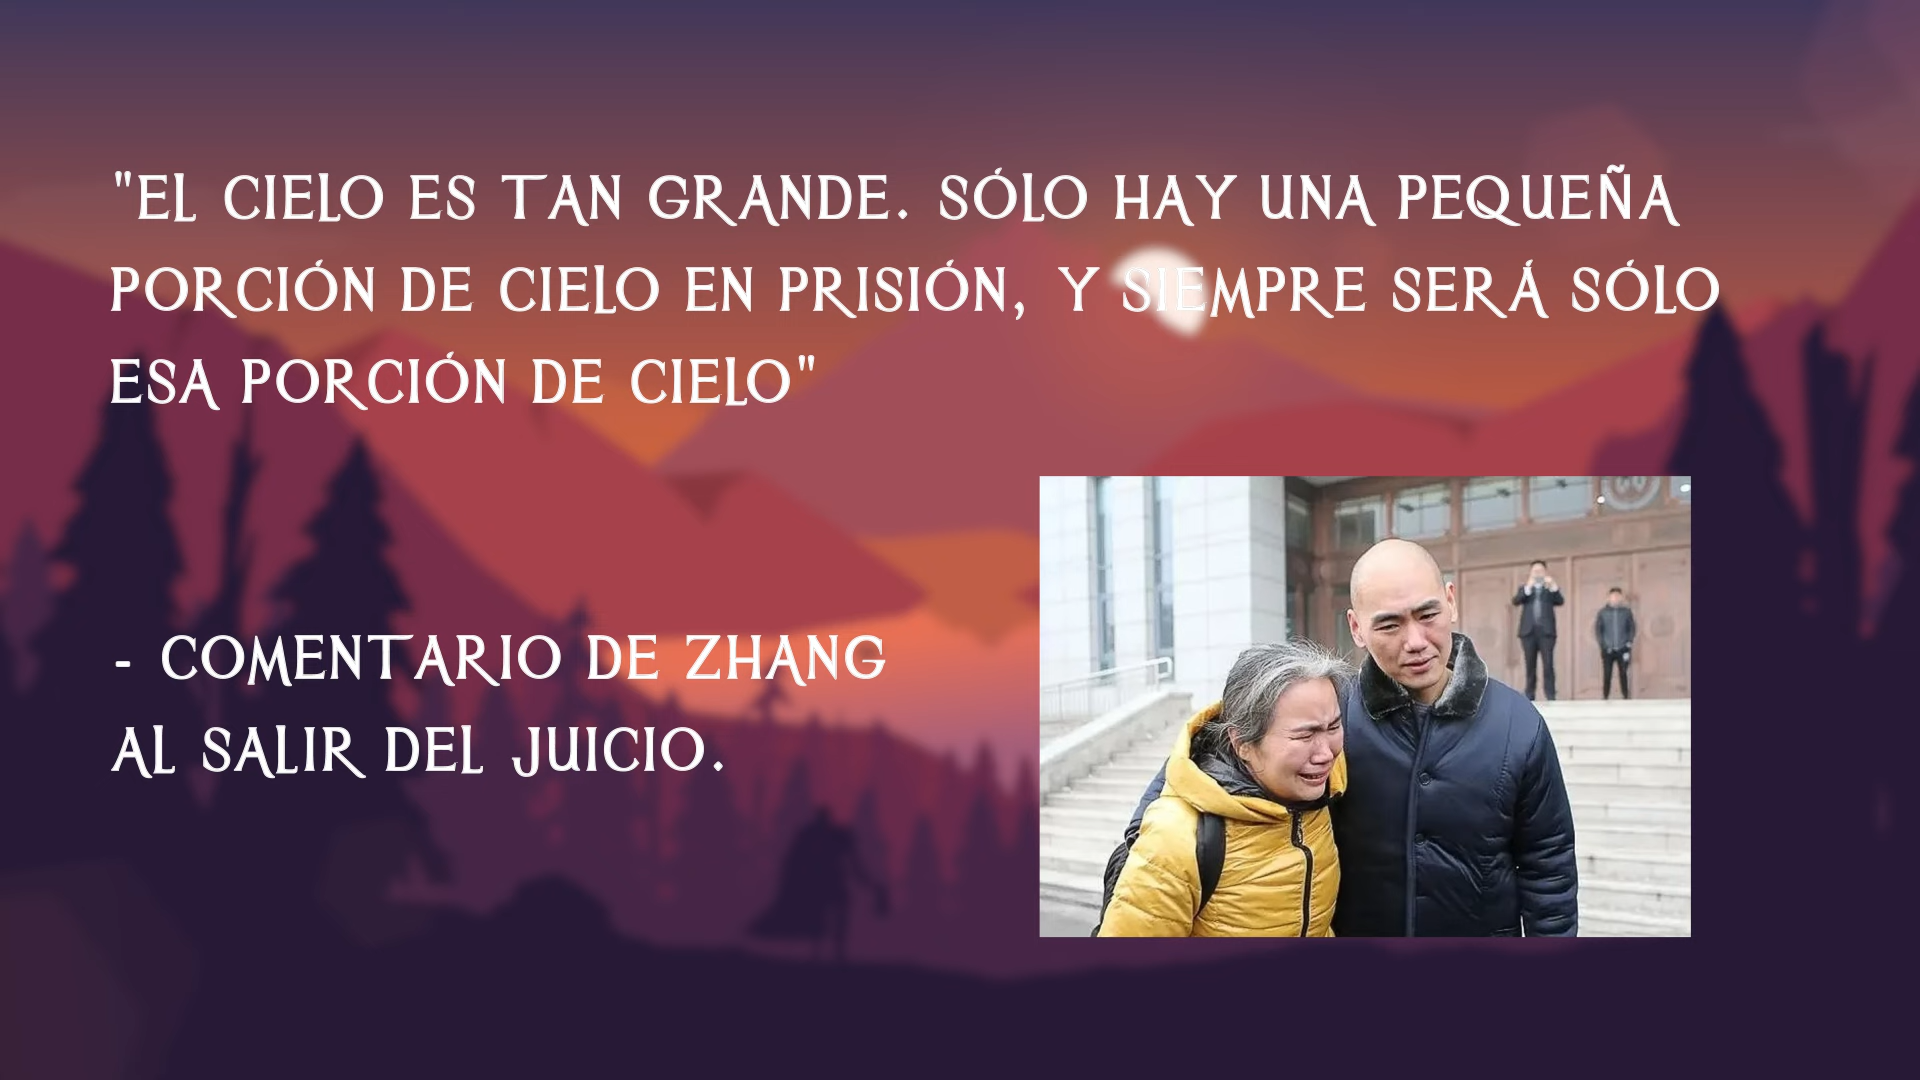 "EL CIELO ES TAN GRANDE. SÓLO HAY UNA PEQUEÑA
PORCIÓN DE CIELO EN PRISIÓN, Y SIEMPRE SERÁ SÓLO
ESA PORCIÓN DE CIELO"
- COMENTARIO DE ZHANG
AL SALIR DEL JUICIO.